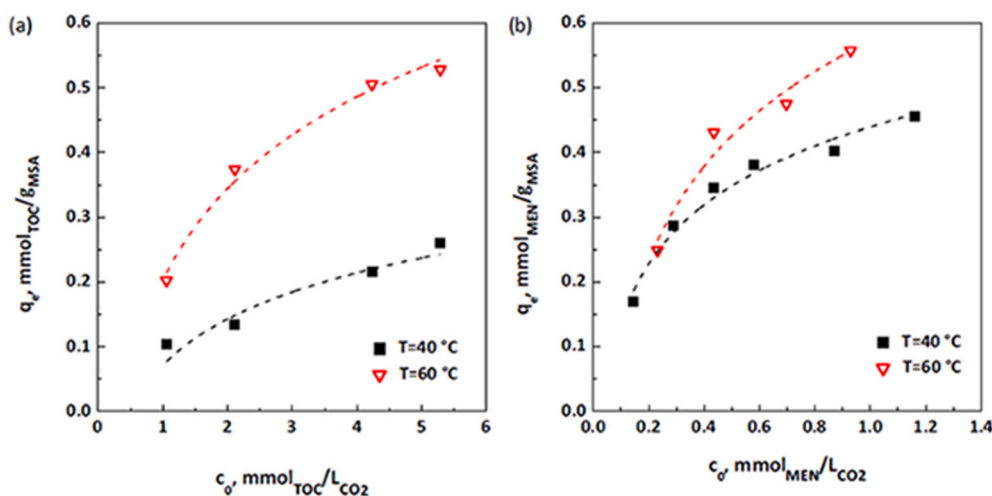 (a)
0.6
0.5
0.4
0.3
0.2
0.1
0.0
qe, mmolTOC/gMSA
T=40 °C
T=60 °C
0 1 2 3 4 5 6
c0, mmolTOC/LCO2
(b)
0.6
0.5
0.4
0.3
0.2
0.1
0.0
qe, mmolMEN/gMSA
T=40 °C
T=60 °C
0.0 0.2 0.4 0.6 0.8 1.0 1.2 1.4
c0, mmolMEN/LCO2